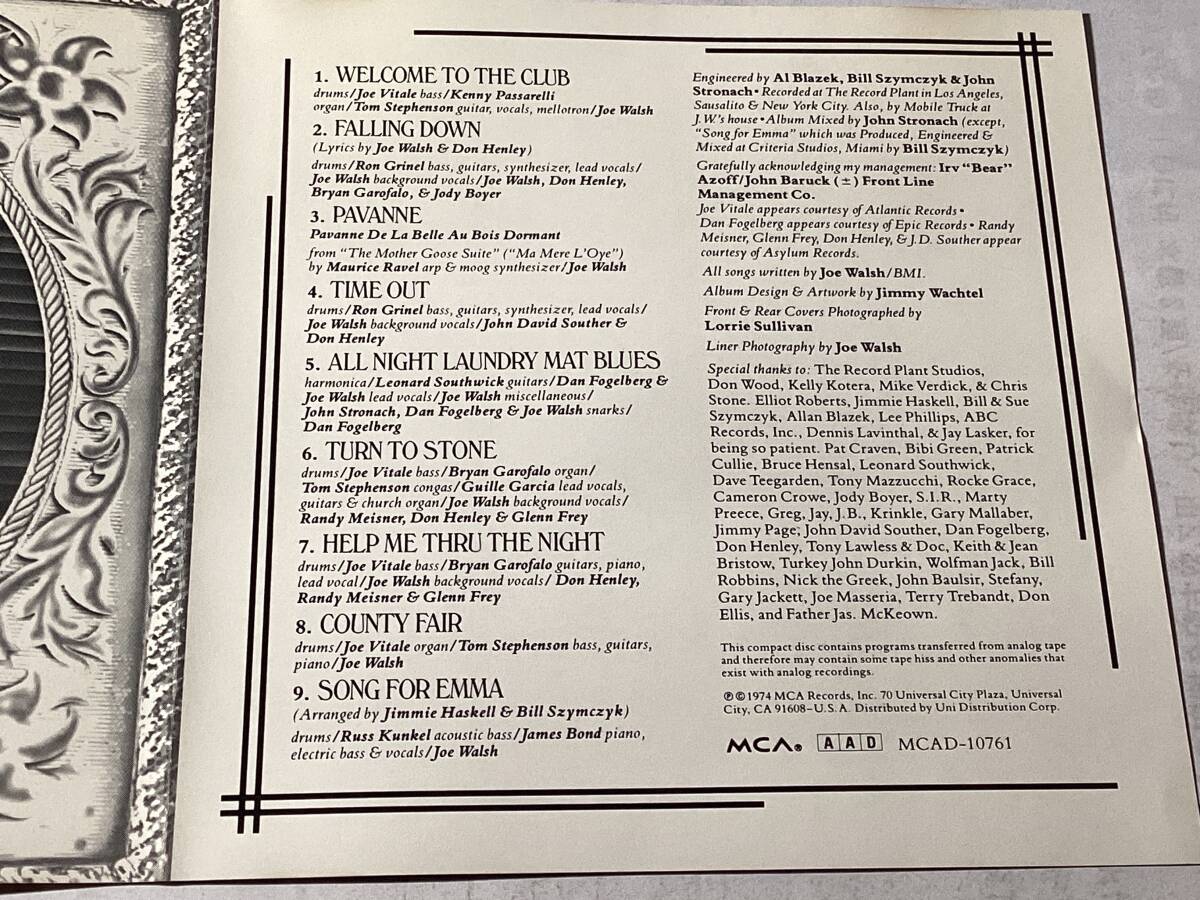 1. WELCOME TO THE CLUB
drums/Joe Vitale bass/Kenny Passarelli
organ/Tom Stephenson guitar, vocals, mellotron/Joe Walsh
2. FALLING DOWN
(Lyrics by Joe Walsh & Don Henley)
drums/Ron Grinel bass, guitars, synthesizer, lead vocals/
Joe Walsh background vocals/Joe Walsh, Don Henley,
Bryan Garofalo, & Jody Boyer
3. PAVANNE
Pavanne De La Belle Au Bois Dormant
from "The Mother Goose Suite" ("Ma Mere L'Oye")
by Maurice Ravel arp & moog synthesizer/Joe Walsh
4. TIME OUT
drums/Ron Grinel bass, guitars, synthesizer, lead vocals/
Joe Walsh background vocals/John David Souther &
Don Henley
5. ALL NIGHT LAUNDRY MAT BLUES
harmonica/Leonard Southwick guitars/Dan Fogelberg &
Joe Walsh lead vocals/Joe Walsh miscellaneous/
John Stronach, Dan Fogelberg & Joe Walsh snarks/
Dan Fogelberg
6. TURN TO STONE
drums/Joe Vitale bass/Bryan Garofalo organ/
Tom Stephenson congas/Guille Garcia lead vocals,
guitars & church organ/Joe Walsh background vocals/
Randy Meisner, Don Henley & Glenn Frey
7. HELP ME THRU THE NIGHT
drums/Joe Vitale bass/Bryan Garofalo guitars, piano,
lead vocal/Joe Walsh background vocals/ Don Henley,
Randy Meisner & Glenn Frey
8. COUNTY FAIR
drums/Joe Vitale organ/Tom Stephenson bass, guitars,
piano/Joe Walsh
9. SONG FOR EMMA
(Arranged by Jimmie Haskell & Bill Szymczyk)
drums/Russ Kunkel acoustic bass/James Bond piano,
electric bass & vocals/Joe Walsh
Engineered by Al Blazek, Bill Szymczyk & John
Stronach • Recorded at The Record Plant in Los Angeles,
Sausalito & New York City. Also, by Mobile Truck at
J.W.'s house • Album Mixed by John Stronach (except,
"Song for Emma" which was Produced, Engineered &
Mixed at Criteria Studios, Miami by Bill Szymczyk)
Gratefully acknowledging my management: Irv "Bear"
Azoff/John Baruck (±) Front Line
Management Co.
Joe Vitale appears courtesy of Atlantic Records •
Dan Fogelberg appears courtesy of Epic Records • Randy
Meisner, Glenn Frey, Don Henley, & J.D. Souther appear
courtesy of Asylum Records.
All songs written by Joe Walsh/BMI.
Album Design & Artwork by Jimmy Wachtel
Front & Rear Covers Photographed by
Lorrie Sullivan
Liner Photography by Joe Walsh
Special thanks to: The Record Plant Studios,
Don Wood, Kelly Kotera, Mike Verdick, & Chris
Stone. Elliot Roberts, Jimmie Haskell, Bill & Sue
Szymczyk, Allan Blazek, Lee Phillips, ABC
Records, Inc., Dennis Lavinthal, & Jay Lasker, for
being so patient. Pat Craven, Bibi Green, Patrick
Cullie, Bruce Hensal, Leonard Southwick,
Dave Teegarden, Tony Mazzucchi, Rocke Grace,
Cameron Crowe, Jody Boyer, S.I.R., Marty
Preece, Greg, Jay, J.B., Krinkle, Gary Mallaber,
Jimmy Page; John David Souther, Dan Fogelberg,
Don Henley, Tony Lawless & Doc, Keith & Jean
Bristow, Turkey John Durkin, Wolfman Jack, Bill
Robbins, Nick the Greek, John Baulsir, Stefany,
Gary Jackett, Joe Masseria, Terry Trebandt, Don
Ellis, and Father Jas. McKeown.
This compact disc contains programs transferred from analog tape
and therefore may contain some tape hiss and other anomalies that
exist with analog recordings.
℗©1974 MCA Records, Inc. 70 Universal City Plaza, Universal
City, CA 91608–U.S.A. Distributed by Uni Distribution Corp.
MCA® AAD MCAD-10761